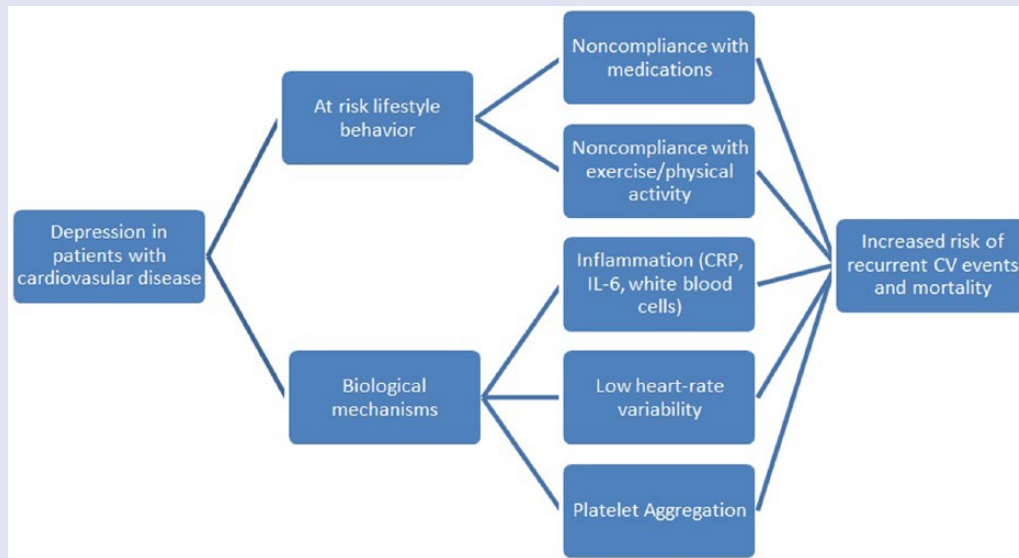 Depression in
patients with
cardiovasular disease
At risk lifestyle
behavior
Biological
mechanisms
Noncompliance with
medications
Noncompliance with
exercise/physical
activity
Inflammation (CRP,
IL-6, white blood
cells)
Low heart-rate
variability
Platelet Aggregation
Increased risk of
recurrent CV events
and mortality